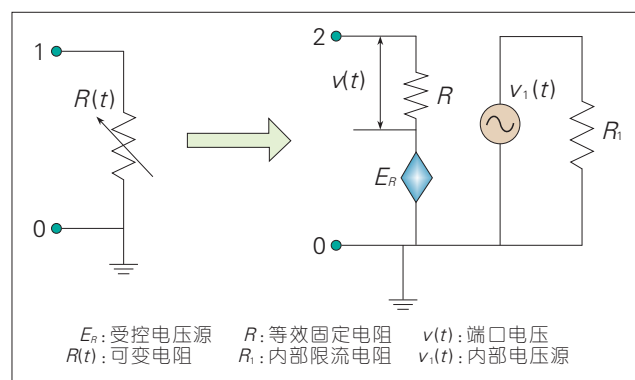 1
R(t)
0
2
v(t)
R
E_R
0
v₁(t)
R₁
E_R:受控电压源 R:等效固定电阻 v(t):端口电压
R(t):可变电阻 R₁:内部限流电阻 v₁(t):内部电压源